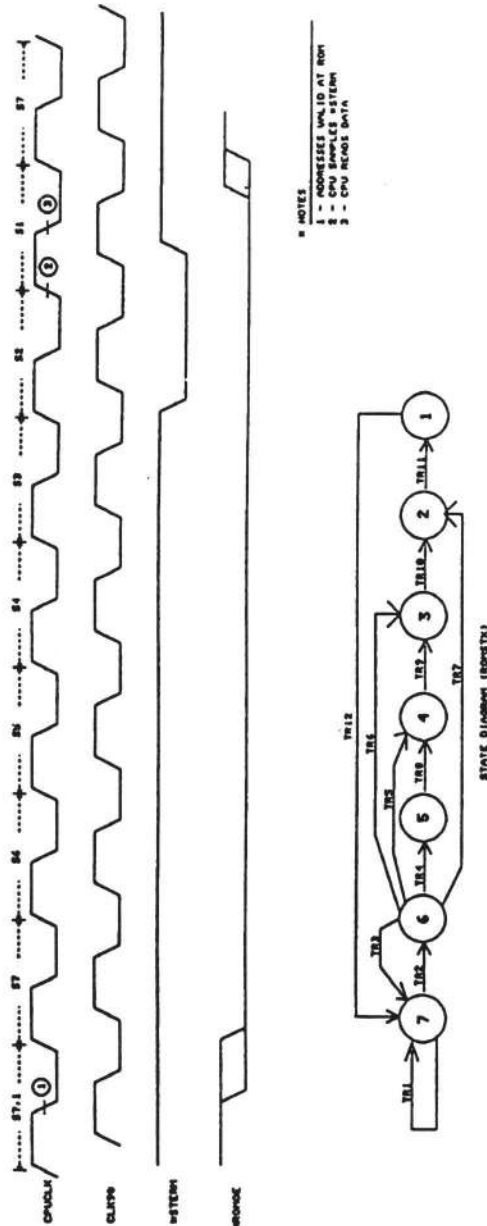 S7.1 S7 S6 S5 S4 S3 S2 S1 S7
CPUCLK
1
2
3
CLK90
*STERM
*ROMOE
* NOTES
1 - ADDRESSES VALID AT ROM
2 - CPU SAMPLES *STERM
3 - CPU READS DATA
TR12
TR6
TR5
TR3
TR1
7
TR2
6
TR4
5
TR8
4
TR9
3
TR10
2
TR11
1
TR7
STATE DIAGRAM (ROMSTX)